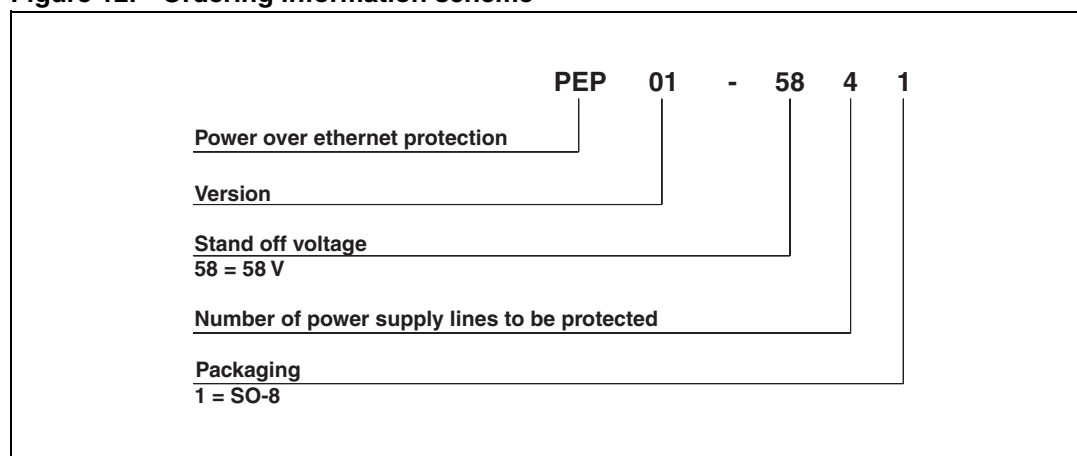 Figure 12. Ordering information scheme
PEP 01 - 58 4 1
Power over ethernet protection
Version
Stand off voltage
58 = 58 V
Number of power supply lines to be protected
Packaging
1 = SO-8